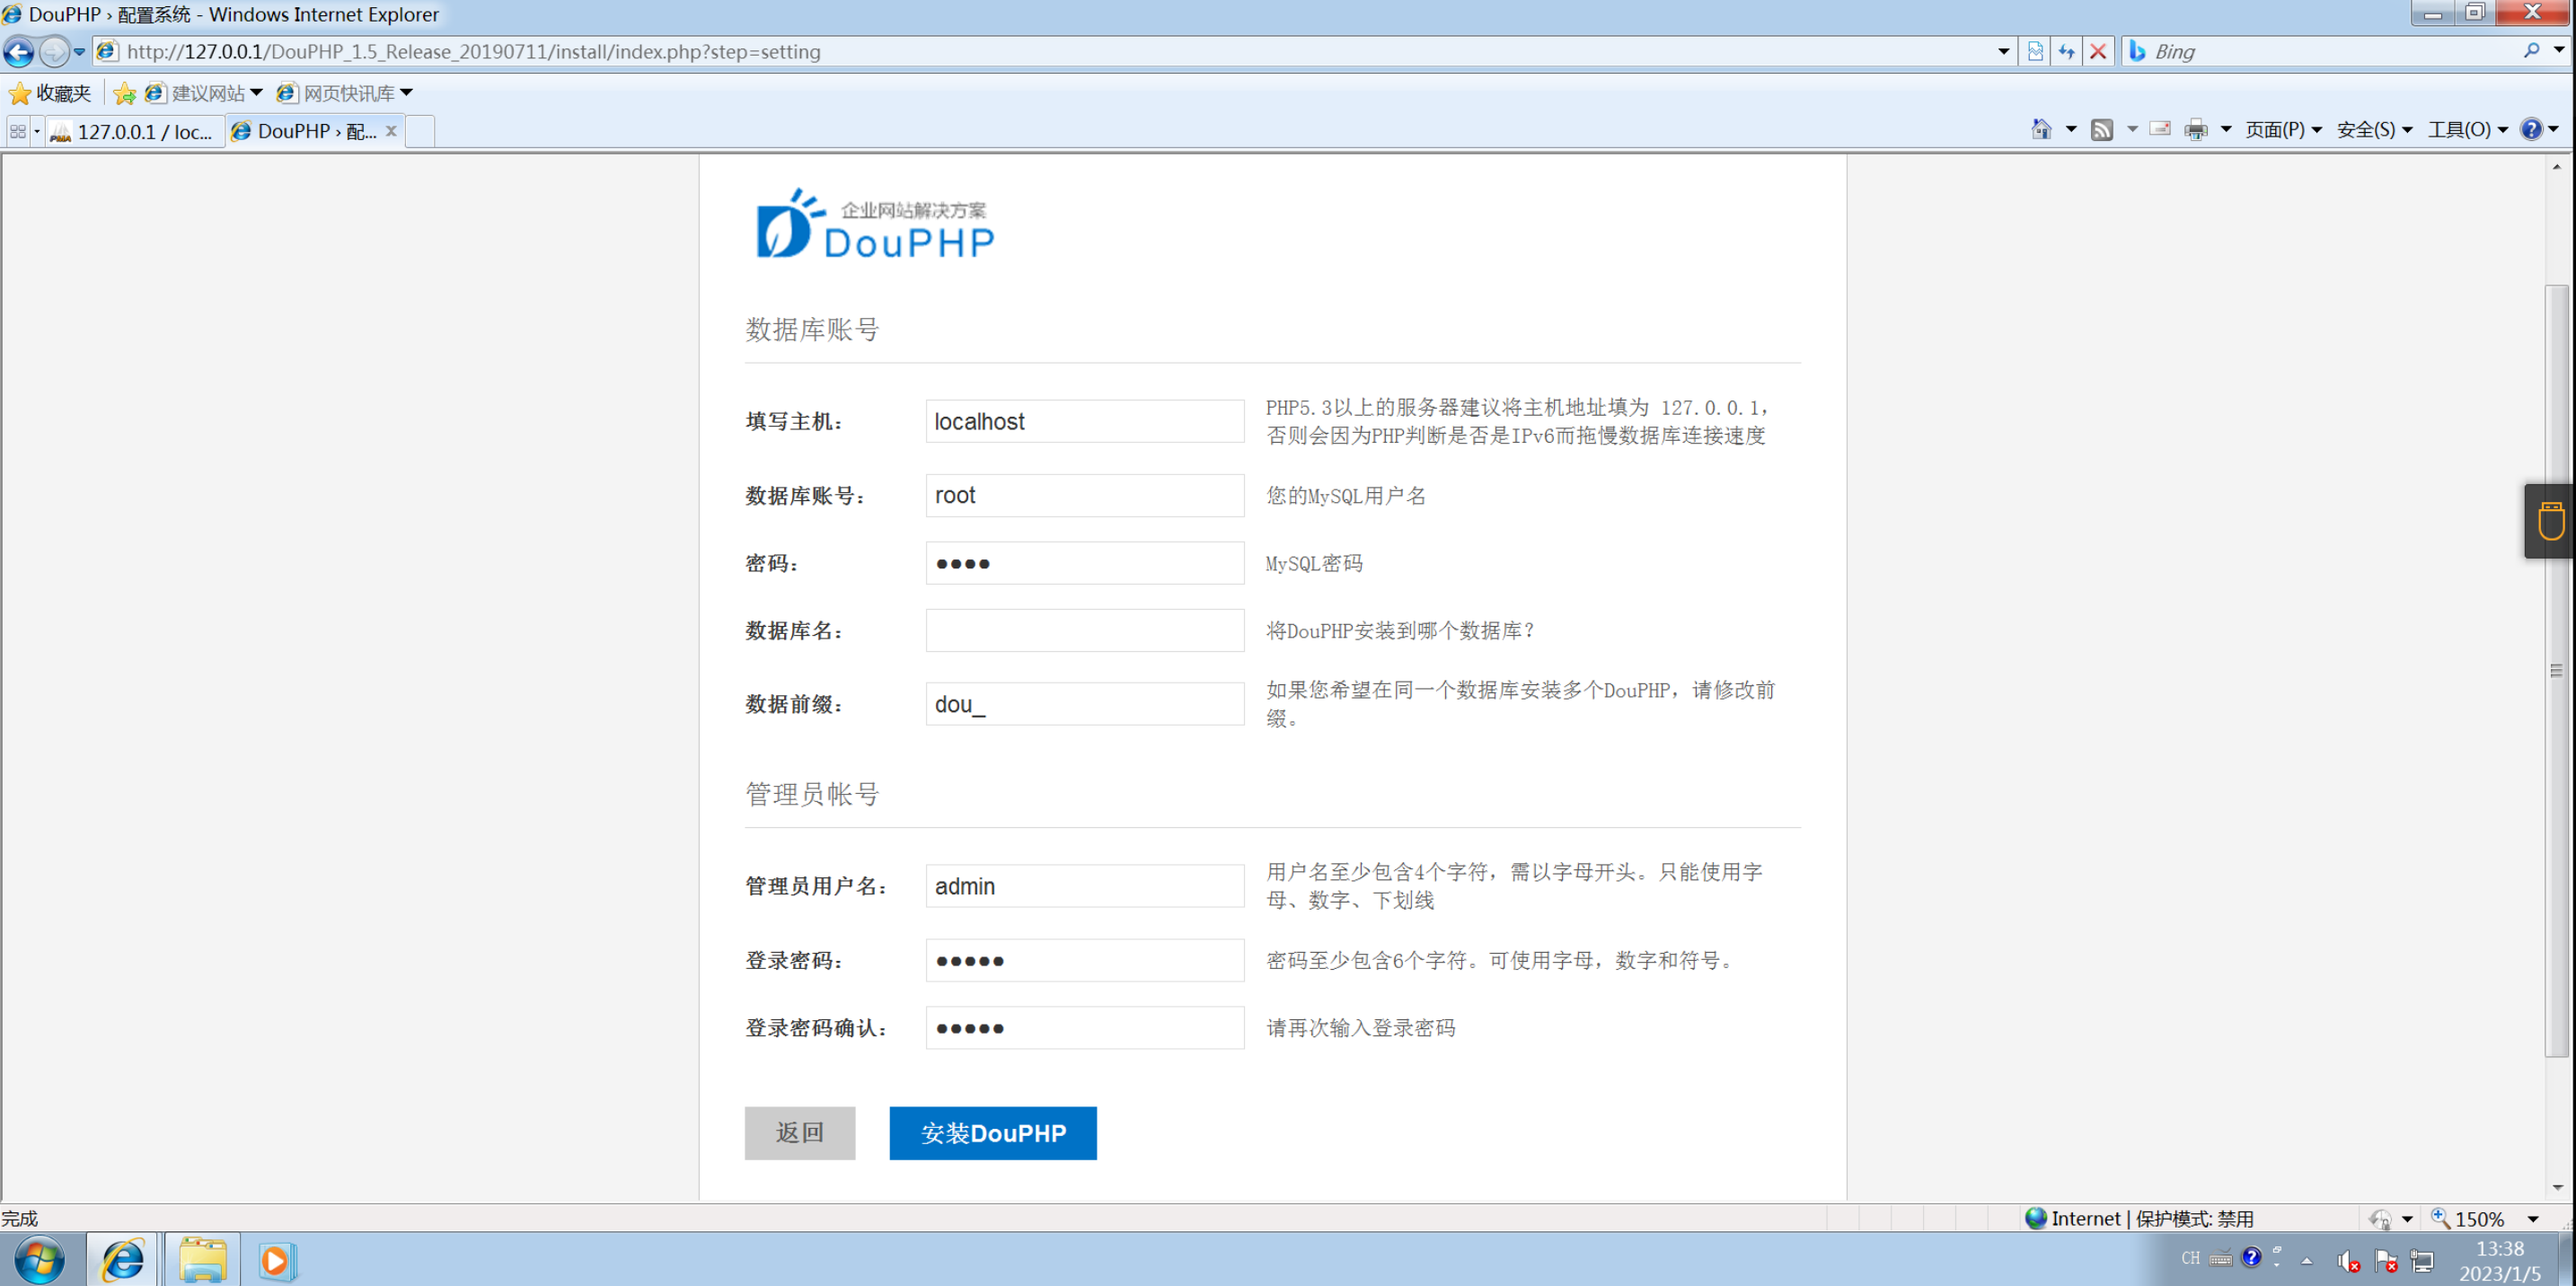 DouPHP › 配置系统 - Windows Internet Explorer
http://127.0.0.1/DouPHP_1.5_Release_20190711/install/index.php?step=setting
Bing
收藏夹
建议网站
网页快讯库
127.0.0.1 / loc...
DouPHP › 配...
页面(P)
安全(S)
工具(O)
企业网站解决方案
DouPHP
数据库账号
填写主机：
localhost
PHP5.3以上的服务器建议将主机地址填为 127.0.0.1，
否则会因为PHP判断是否是IPv6而拖慢数据库连接速度
数据库账号：
root
您的MySQL用户名
密码：
●●●●
MySQL密码
数据库名：
将DouPHP安装到哪个数据库？
数据前缀：
dou_
如果您希望在同一个数据库安装多个DouPHP，请修改前
缀。
管理员帐号
管理员用户名：
admin
用户名至少包含4个字符，需以字母开头。只能使用字
母、数字、下划线
登录密码：
●●●●●
密码至少包含6个字符。可使用字母，数字和符号。
登录密码确认：
●●●●●
请再次输入登录密码
返回
安装DouPHP
完成
Internet | 保护模式: 禁用
150%
CH
13:38
2023/1/5